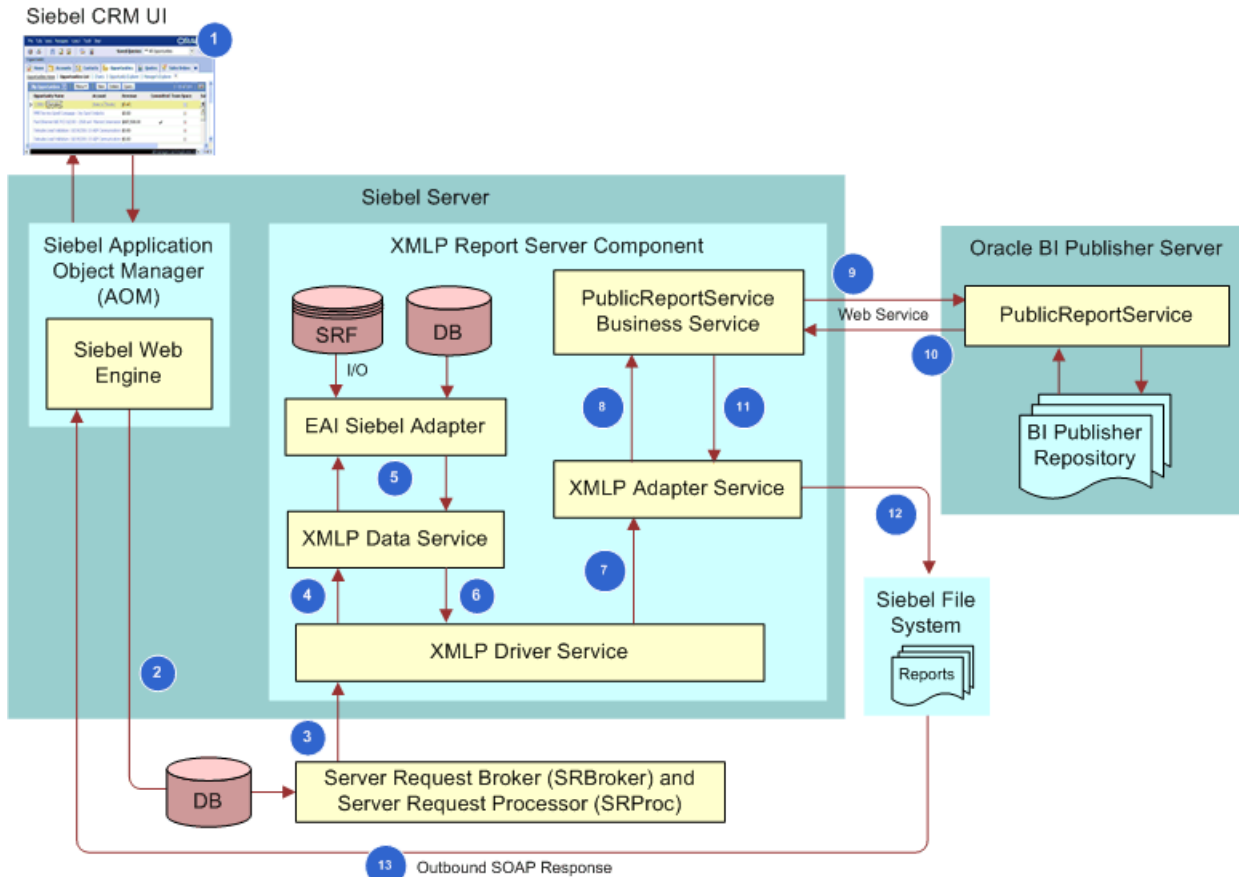 Siebel CRM UI
1
Siebel Server
Siebel Application
Object Manager
(AOM)
Siebel Web
Engine
XMLP Report Server Component
SRF
DB
I/O
EAI Siebel Adapter
5
XMLP Data Service
4
6
XMLP Driver Service
PublicReportService
Business Service
8
11
XMLP Adapter Service
7
9
Web Service
10
Oracle BI Publisher Server
PublicReportService
BI Publisher
Repository
12
Siebel File
System
Reports
2
3
DB
Server Request Broker (SRBroker) and
Server Request Processor (SRProc)
13
Outbound SOAP Response